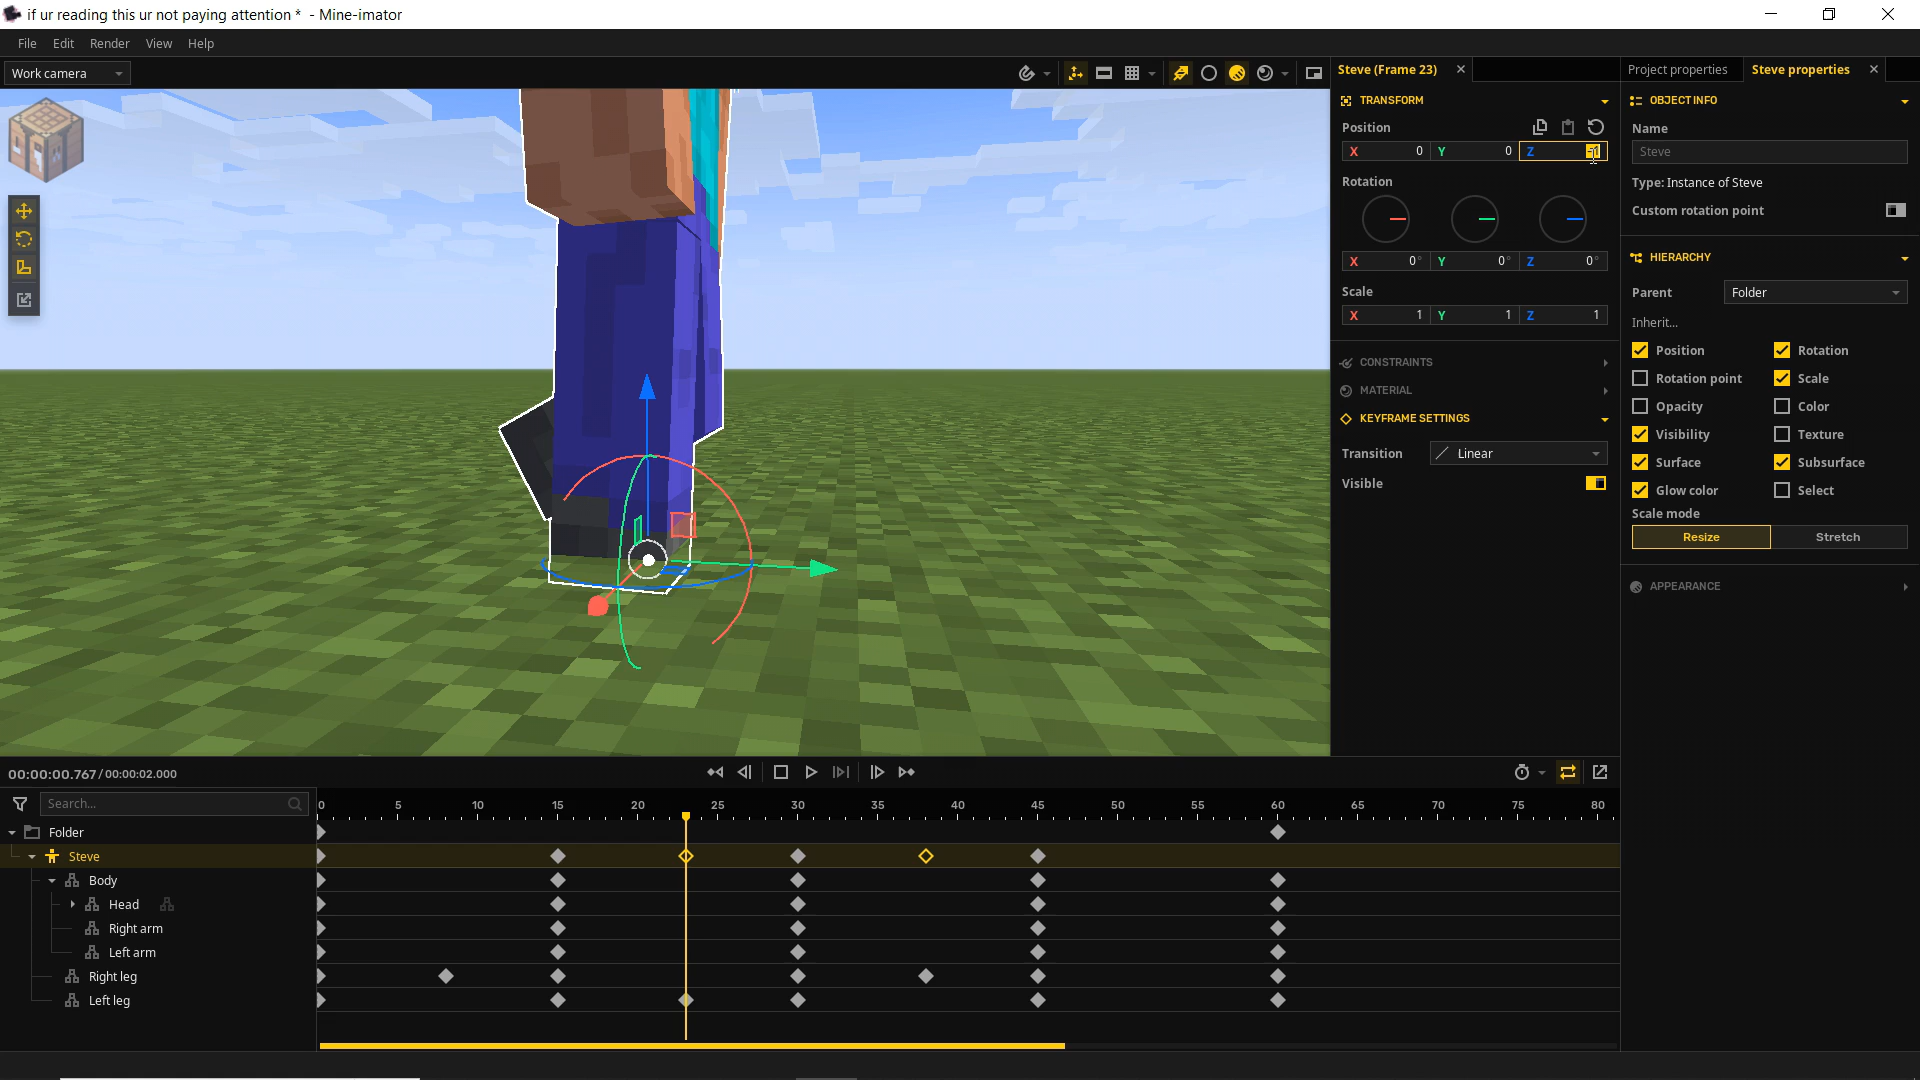 if ur reading this ur not paying attention * - Mine-imator
File Edit Render View Help
Work camera
Steve (Frame 23)
Project properties Steve properties
TRANSFORM
Position
X 0 Y 0 Z
Rotation
X 0° Y 0° Z 0°
Scale
X 1 Y 1 Z 1
CONSTRAINTS
MATERIAL
KEYFRAME SETTINGS
Transition Linear
Visible
OBJECT INFO
Name
Steve
Type: Instance of Steve
Custom rotation point
HIERARCHY
Parent Folder
Inherit...
Position Rotation
Rotation point Scale
Opacity Color
Visibility Texture
Surface Subsurface
Glow color Select
Scale mode
Resize Stretch
APPEARANCE
00:00:00.767 / 00:00:02.000
Search...
0 5 10 15 20 25 30 35 40 45 50 55 60 65 70 75 80
Folder
Steve
Body
Head
Right arm
Left arm
Right leg
Left leg